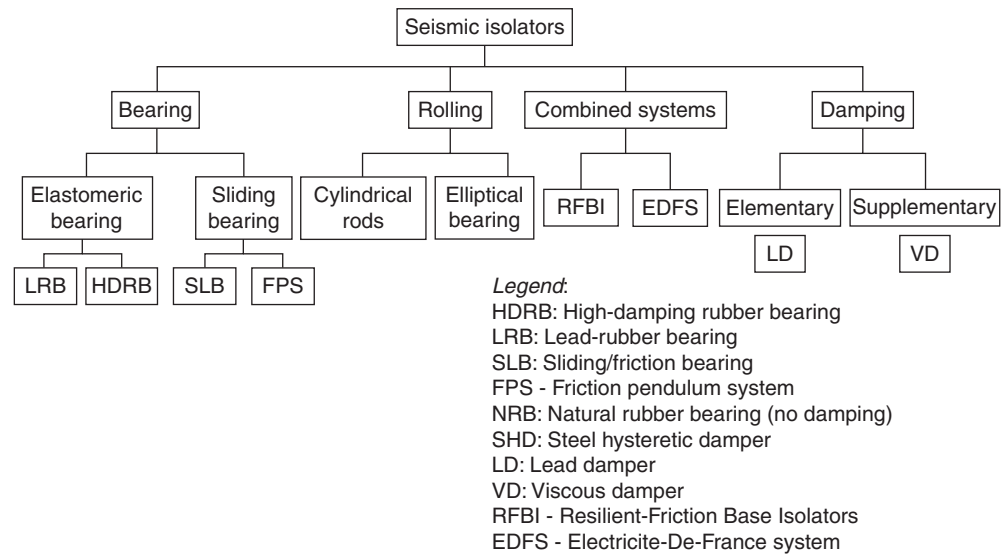 Seismic isolators
Bearing
Rolling
Combined systems
Damping
Elastomeric
bearing
Sliding
bearing
Cylindrical
rods
Elliptical
bearing
RFBI
EDFS
Elementary
Supplementary
LRB
HDRB
SLB
FPS
LD
VD
Legend:
HDRB: High-damping rubber bearing
LRB: Lead-rubber bearing
SLB: Sliding/friction bearing
FPS - Friction pendulum system
NRB: Natural rubber bearing (no damping)
SHD: Steel hysteretic damper
LD: Lead damper
VD: Viscous damper
RFBI - Resilient-Friction Base Isolators
EDFS - Electricite-De-France system